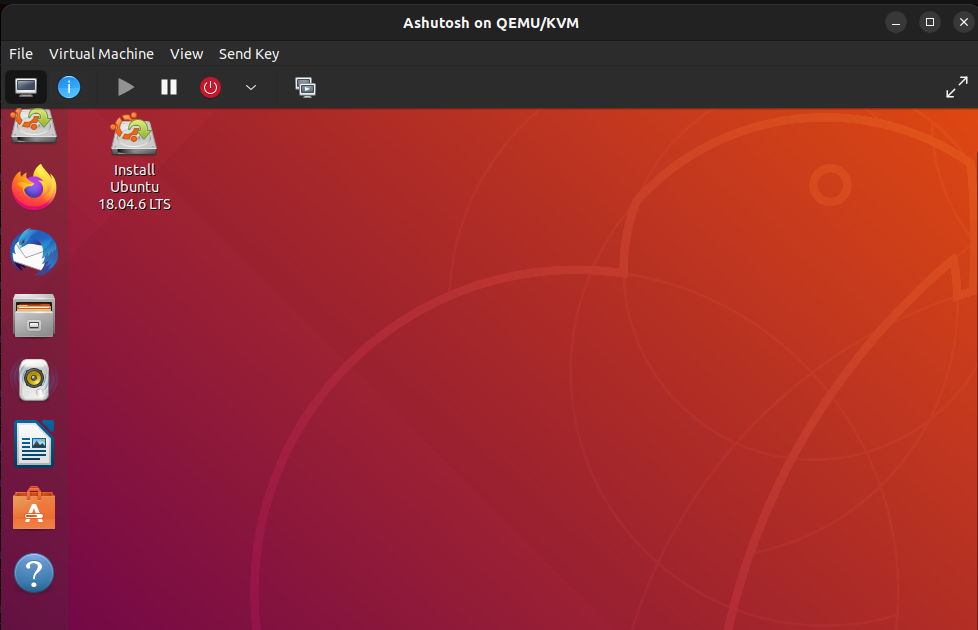 Ashutosh on QEMU/KVM
File Virtual Machine View Send Key
Install
Ubuntu
18.04.6 LTS